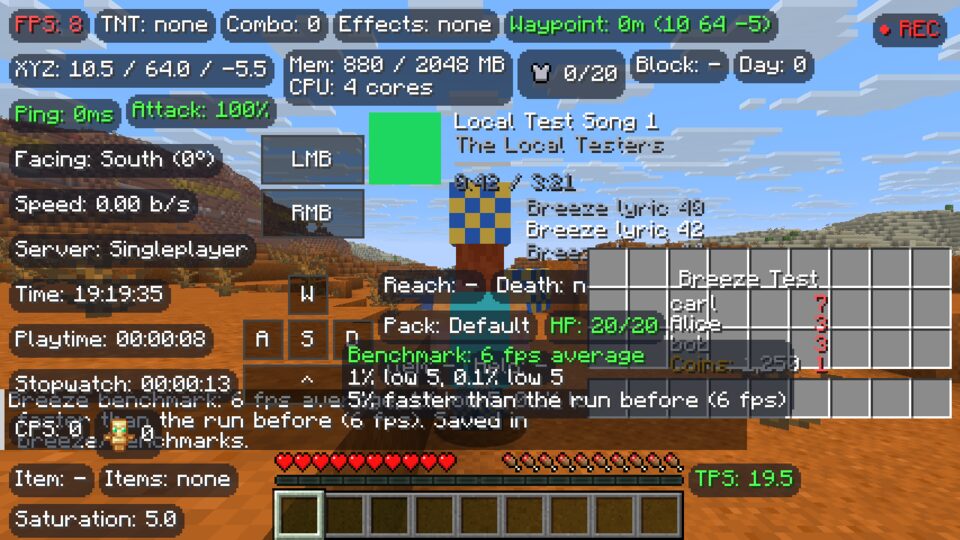 FPS: 8 TNT: none Combo: 0 Effects: none Waypoint: 0m (10 64 -5) REC
XYZ: 10.5 / 64.0 / -5.5 Mem: 880 / 2048 MB 0/20 Block: - Day: 0
CPU: 4 cores
Ping: 0ms Attack: 100%
Local Test Song 1
The Local Testers
Facing: South (0°) LMB
0:42 / 3:21
Speed: 0.00 b/s RMB
Breeze lyric 40
Breeze lyric 42
Server: Singleplayer
Breeze
Breeze Test
Reach: - Death: n
Time: 19:19:35 W
carl 7
Alice 3
bob 3
Coins: 1,250 1
Pack: Default HP: 20/20
Playtime: 00:00:08 A S D
Benchmark: 6 fps average
1% low 5, 0.1% low 5
5% faster than the run before (6 fps)
Stopwatch: 00:00:13 ^
Breeze benchmark: 6 fps
faster than the run before (6 fps). Saved in
CPS: 0 0
Item: - Items: none TPS: 19.5
Saturation: 5.0